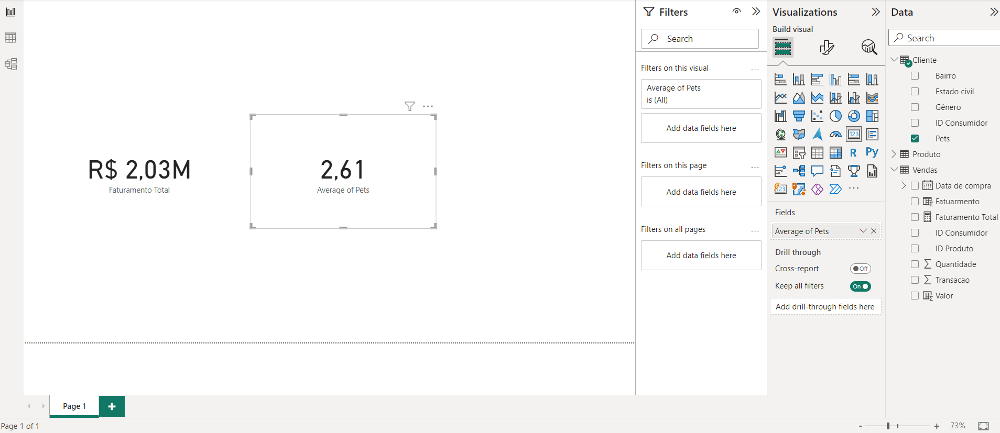 R$ 2,03M
Faturamento Total
2,61
Average of Pets
Page 1
Page 1 of 1
Filters
Search
Filters on this visual
Average of Pets
is (All)
Add data fields here
Filters on this page
Add data fields here
Filters on all pages
Add data fields here
Visualizations
Build visual
123
R
Py
123
Fields
Average of Pets
Drill through
Cross-report
Off
Keep all filters
On
Add drill-through fields here
Data
Search
Cliente
Bairro
Estado civil
Gênero
ID Consumidor
Pets
Produto
Vendas
Data de compra
Fatuarmento
Faturamento Total
ID Consumidor
ID Produto
Quantidade
Transacao
Valor
- + 73%